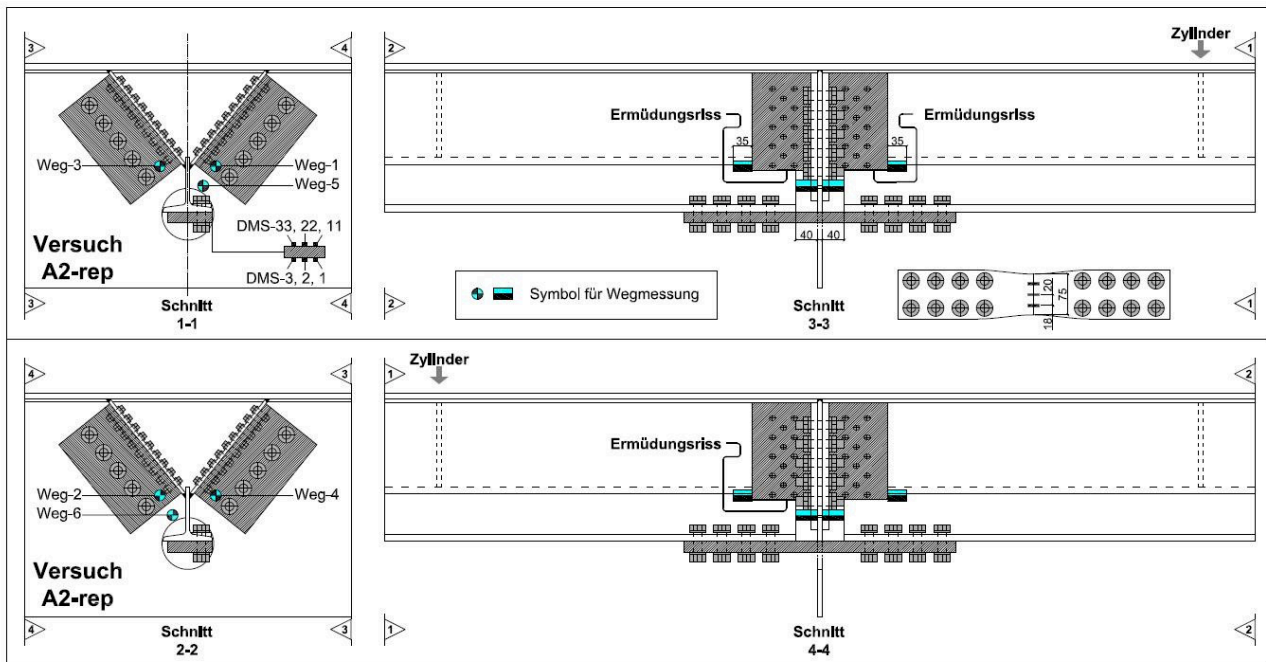 3
4
Weg-3
Weg-1
Weg-5
DMS-33, 22, 11
DMS-3, 2, 1
Versuch
A2-rep
3
Schnitt
1-1
4
2
Zylinder
1
Ermüdungsriss
Ermüdungsriss
35
35
40 40
Symbol für Wegmessung
20
75
18
2
Schnitt
3-3
1
4
3
Weg-2
Weg-4
Weg-6
Versuch
A2-rep
4
Schnitt
2-2
3
Zylinder
1
2
Ermüdungsriss
1
Schnitt
4-4
2